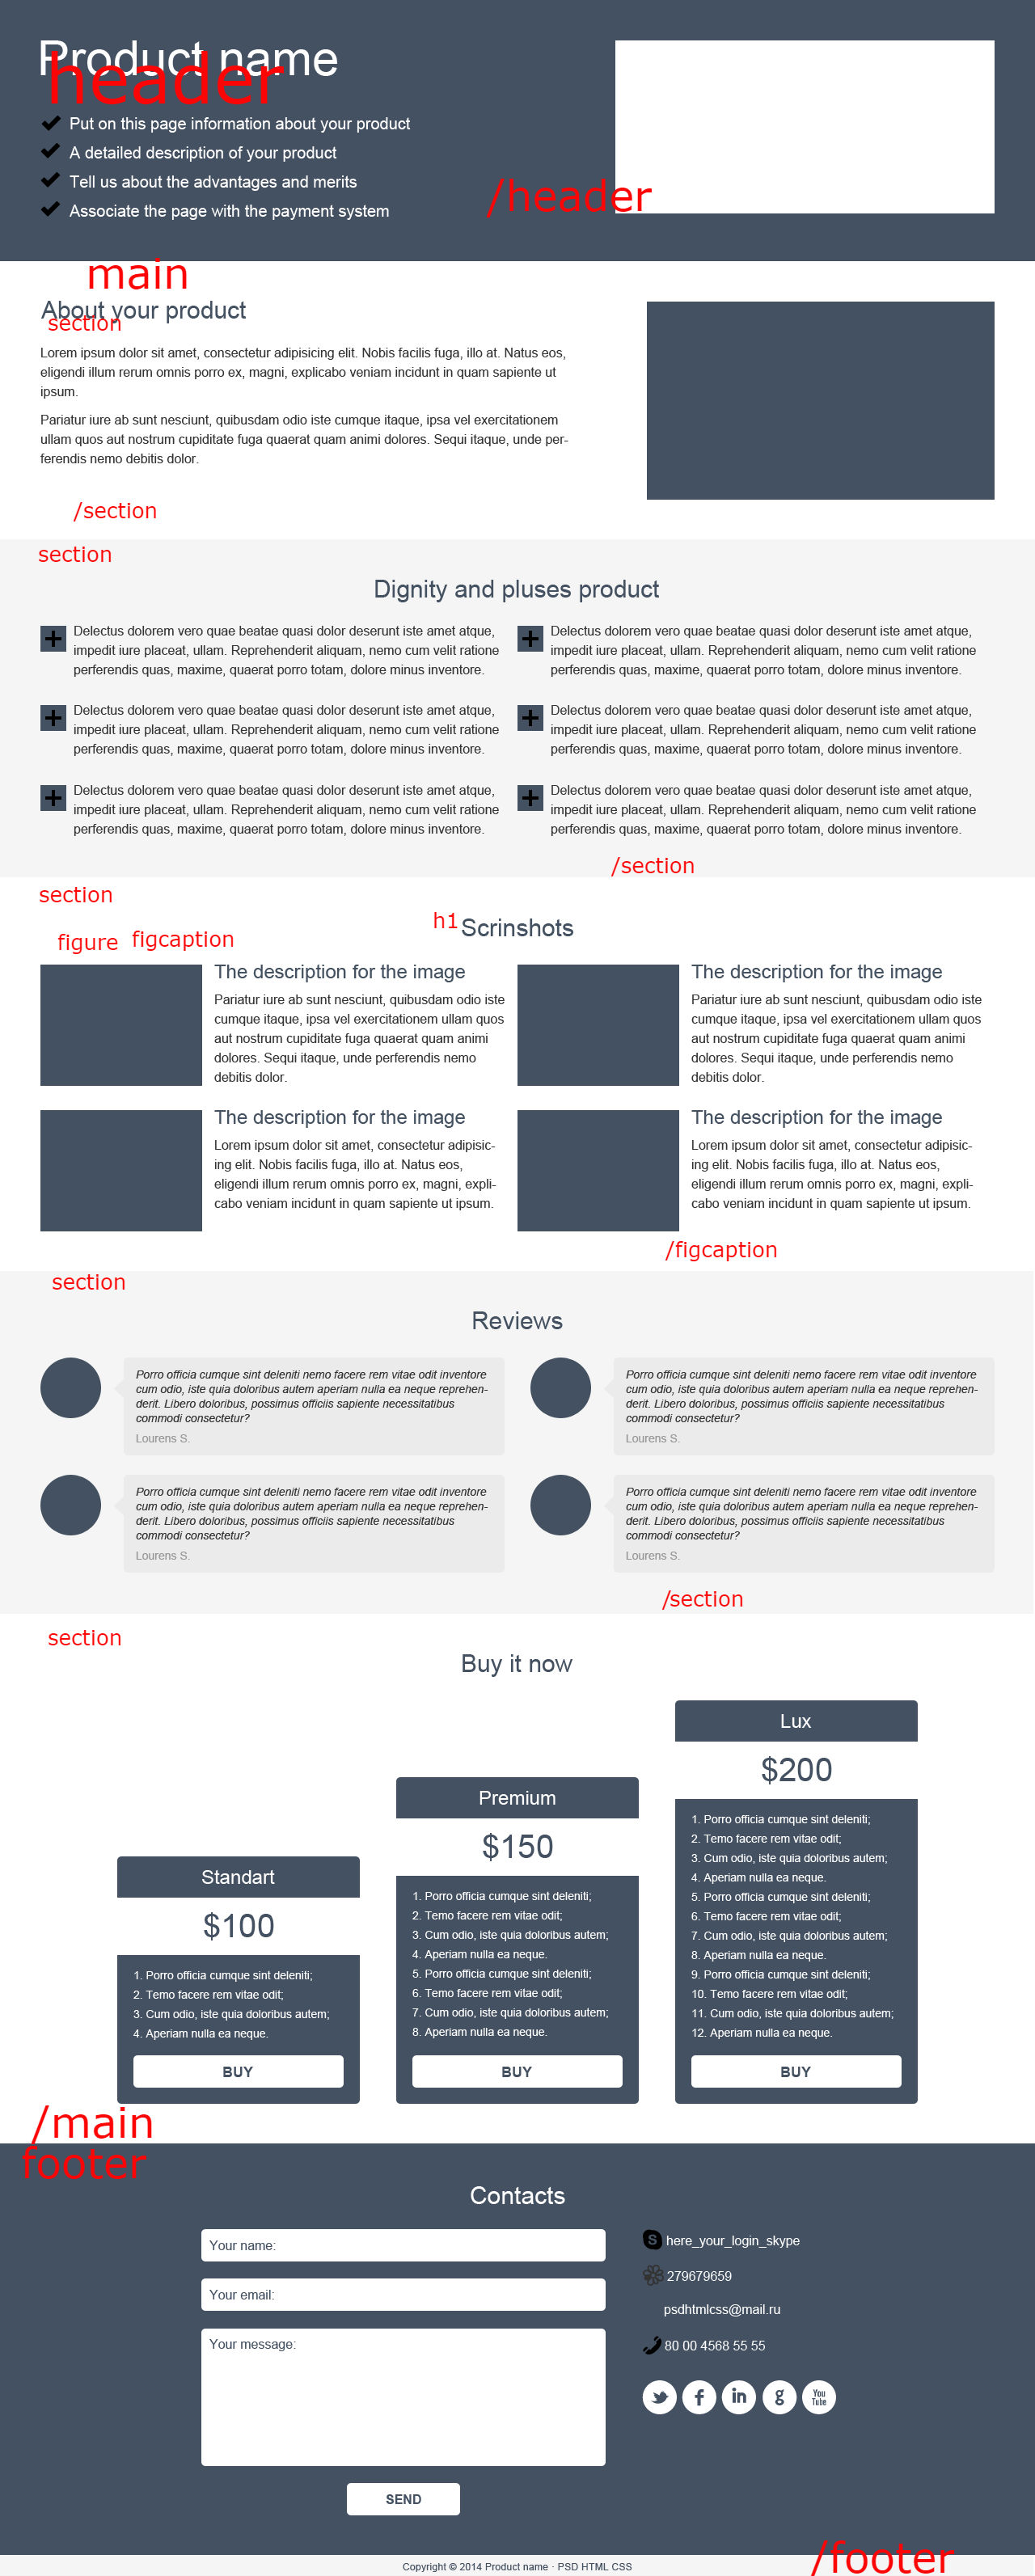 Product name
header
Put on this page information about your product
A detailed description of your product
Tell us about the advantages and merits
Associate the page with the payment system
/header
main
About your product
section
Lorem ipsum dolor sit amet, consectetur adipisicing elit. Nobis facilis fuga, illo at. Natus eos,
eligendi illum rerum omnis porro ex, magni, explicabo veniam incidunt in quam sapiente ut
ipsum.
Pariatur iure ab sunt nesciunt, quibusdam odio iste cumque itaque, ipsa vel exercitationem
ullam quos aut nostrum cupiditate fuga quaerat quam animi dolores. Sequi itaque, unde per-
ferendis nemo debitis dolor.
/section
section
Dignity and pluses product
Delectus dolorem vero quae beatae quasi dolor deserunt iste amet atque,
impedit iure placeat, ullam. Reprehenderit aliquam, nemo cum velit ratione
perferendis quas, maxime, quaerat porro totam, dolore minus inventore.
Delectus dolorem vero quae beatae quasi dolor deserunt iste amet atque,
impedit iure placeat, ullam. Reprehenderit aliquam, nemo cum velit ratione
perferendis quas, maxime, quaerat porro totam, dolore minus inventore.
Delectus dolorem vero quae beatae quasi dolor deserunt iste amet atque,
impedit iure placeat, ullam. Reprehenderit aliquam, nemo cum velit ratione
perferendis quas, maxime, quaerat porro totam, dolore minus inventore.
Delectus dolorem vero quae beatae quasi dolor deserunt iste amet atque,
impedit iure placeat, ullam. Reprehenderit aliquam, nemo cum velit ratione
perferendis quas, maxime, quaerat porro totam, dolore minus inventore.
Delectus dolorem vero quae beatae quasi dolor deserunt iste amet atque,
impedit iure placeat, ullam. Reprehenderit aliquam, nemo cum velit ratione
perferendis quas, maxime, quaerat porro totam, dolore minus inventore.
Delectus dolorem vero quae beatae quasi dolor deserunt iste amet atque,
impedit iure placeat, ullam. Reprehenderit aliquam, nemo cum velit ratione
perferendis quas, maxime, quaerat porro totam, dolore minus inventore.
/section
section
h1 Scrinshots
figure figcaption
The description for the image
Pariatur iure ab sunt nesciunt, quibusdam odio iste
cumque itaque, ipsa vel exercitationem ullam quos
aut nostrum cupiditate fuga quaerat quam animi
dolores. Sequi itaque, unde perferendis nemo
debitis dolor.
The description for the image
Pariatur iure ab sunt nesciunt, quibusdam odio iste
cumque itaque, ipsa vel exercitationem ullam quos
aut nostrum cupiditate fuga quaerat quam animi
dolores. Sequi itaque, unde perferendis nemo
debitis dolor.
The description for the image
Lorem ipsum dolor sit amet, consectetur adipisic-
ing elit. Nobis facilis fuga, illo at. Natus eos,
eligendi illum rerum omnis porro ex, magni, expli-
cabo veniam incidunt in quam sapiente ut ipsum.
The description for the image
Lorem ipsum dolor sit amet, consectetur adipisic-
ing elit. Nobis facilis fuga, illo at. Natus eos,
eligendi illum rerum omnis porro ex, magni, expli-
cabo veniam incidunt in quam sapiente ut ipsum.
/figcaption
section
Reviews
Porro officia cumque sint deleniti nemo facere rem vitae odit inventore
cum odio, iste quia doloribus autem aperiam nulla ea neque reprehen-
derit. Libero doloribus, possimus officiis sapiente necessitatibus
commodi consectetur?
Lourens S.
Porro officia cumque sint deleniti nemo facere rem vitae odit inventore
cum odio, iste quia doloribus autem aperiam nulla ea neque reprehen-
derit. Libero doloribus, possimus officiis sapiente necessitatibus
commodi consectetur?
Lourens S.
Porro officia cumque sint deleniti nemo facere rem vitae odit inventore
cum odio, iste quia doloribus autem aperiam nulla ea neque reprehen-
derit. Libero doloribus, possimus officiis sapiente necessitatibus
commodi consectetur?
Lourens S.
Porro officia cumque sint deleniti nemo facere rem vitae odit inventore
cum odio, iste quia doloribus autem aperiam nulla ea neque reprehen-
derit. Libero doloribus, possimus officiis sapiente necessitatibus
commodi consectetur?
Lourens S.
/section
section
Buy it now
Standart
$100
1. Porro officia cumque sint deleniti;
2. Temo facere rem vitae odit;
3. Cum odio, iste quia doloribus autem;
4. Aperiam nulla ea neque.
BUY
Premium
$150
1. Porro officia cumque sint deleniti;
2. Temo facere rem vitae odit;
3. Cum odio, iste quia doloribus autem;
4. Aperiam nulla ea neque.
5. Porro officia cumque sint deleniti;
6. Temo facere rem vitae odit;
7. Cum odio, iste quia doloribus autem;
8. Aperiam nulla ea neque.
BUY
Lux
$200
1. Porro officia cumque sint deleniti;
2. Temo facere rem vitae odit;
3. Cum odio, iste quia doloribus autem;
4. Aperiam nulla ea neque.
5. Porro officia cumque sint deleniti;
6. Temo facere rem vitae odit;
7. Cum odio, iste quia doloribus autem;
8. Aperiam nulla ea neque.
9. Porro officia cumque sint deleniti;
10. Temo facere rem vitae odit;
11. Cum odio, iste quia doloribus autem;
12. Aperiam nulla ea neque.
BUY
/main
footer
Contacts
Your name:
Your email:
Your message:
SEND
here_your_login_skype
279679659
psdhtmlcss@mail.ru
80 00 4568 55 55
f in g You Tube
/footer
Copyright © 2014 Product name · PSD HTML CSS